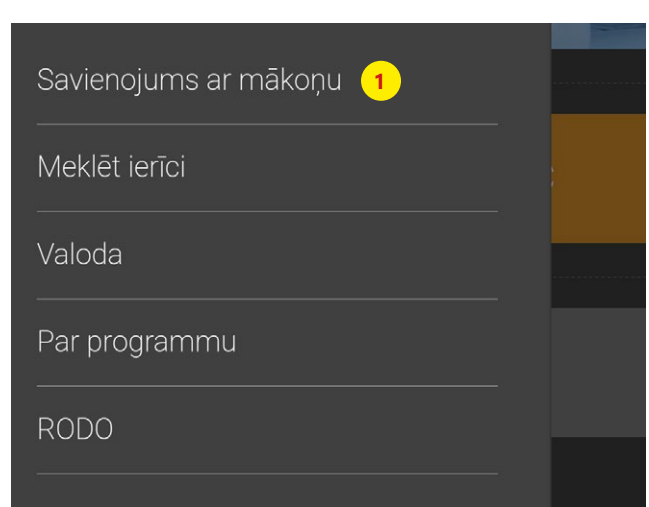 Savienojums ar mākoņu 1
Meklēt ierīci
Valoda
Par programmu
RODO